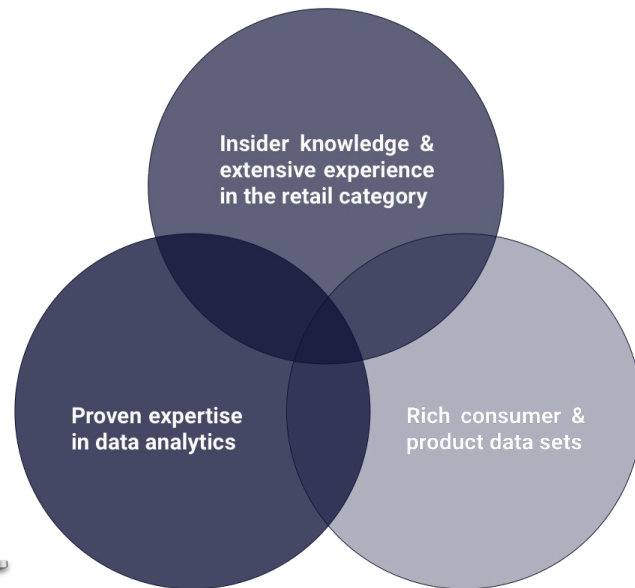 Insider knowledge &
extensive experience
in the retail category
Proven expertise
in data analytics
Rich consumer &
product data sets